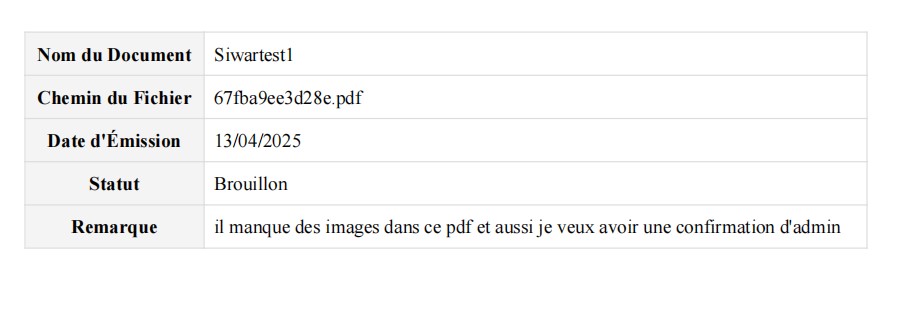 Nom du Document Siwartest1
Chemin du Fichier 67fba9ee3d28e.pdf
Date d'Émission 13/04/2025
Statut Brouillon
Remarque il manque des images dans ce pdf et aussi je veux avoir une confirmation d'admin